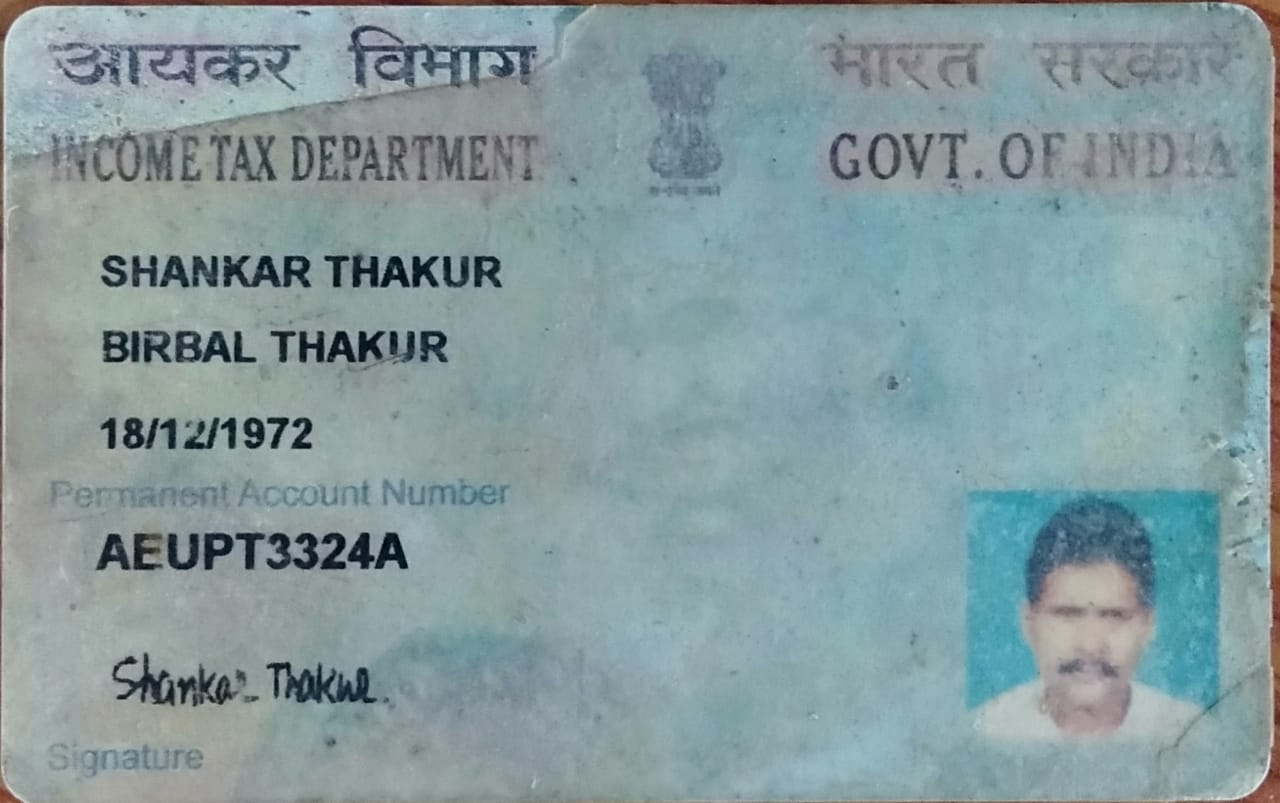 आयकर विभाग
भारत सरकार
INCOME TAX DEPARTMENT
GOVT. OF INDIA
SHANKAR THAKUR
BIRBAL THAKUR
18/12/1972
Permanent Account Number
AEUPT3324A
Shankar Thakur.
Signature